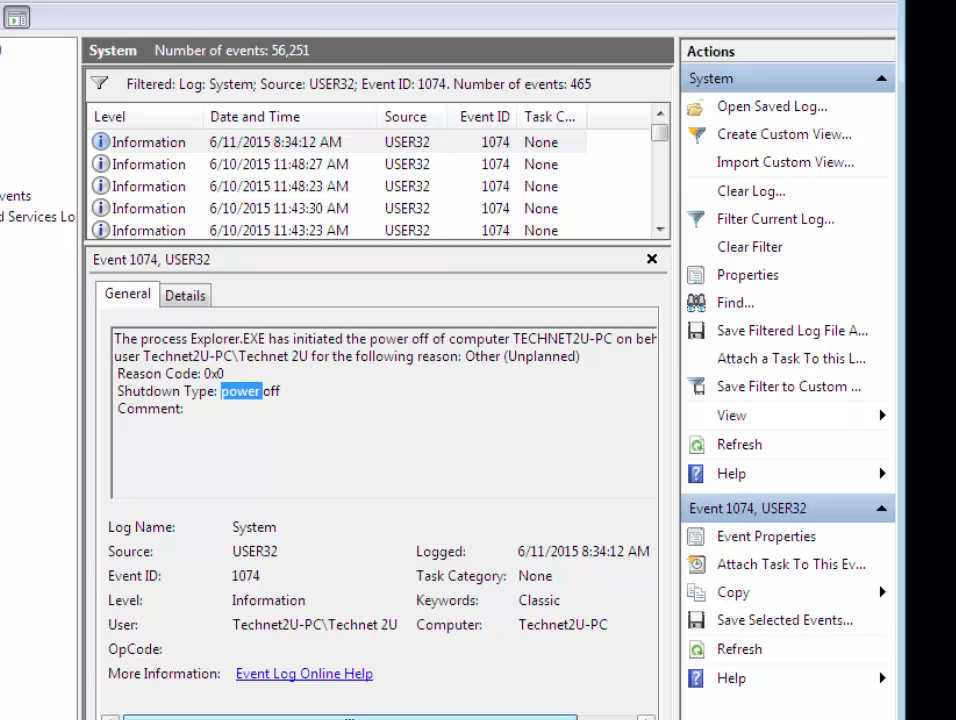 System Number of events: 56,251
Filtered: Log: System; Source: USER32; Event ID: 1074. Number of events: 465
Level Date and Time Source Event ID Task C...
Information 6/11/2015 8:34:12 AM USER32 1074 None
Information 6/10/2015 11:48:27 AM USER32 1074 None
Information 6/10/2015 11:48:23 AM USER32 1074 None
Information 6/10/2015 11:43:30 AM USER32 1074 None
Information 6/10/2015 11:43:23 AM USER32 1074 None
vents
d Services Lo
Event 1074, USER32
General Details
The process Explorer.EXE has initiated the power off of computer TECHNET2U-PC on beh
user Technet2U-PC\Technet 2U for the following reason: Other (Unplanned)
Reason Code: 0x0
Shutdown Type: power off
Comment:
Log Name: System
Source: USER32 Logged: 6/11/2015 8:34:12 AM
Event ID: 1074 Task Category: None
Level: Information Keywords: Classic
User: Technet2U-PC\Technet 2U Computer: Technet2U-PC
OpCode:
More Information: Event Log Online Help
Actions
System
Open Saved Log...
Create Custom View...
Import Custom View...
Clear Log...
Filter Current Log...
Clear Filter
Properties
Find...
Save Filtered Log File A...
Attach a Task To this L...
Save Filter to Custom ...
View
Refresh
Help
Event 1074, USER32
Event Properties
Attach Task To This Ev...
Copy
Save Selected Events...
Refresh
Help